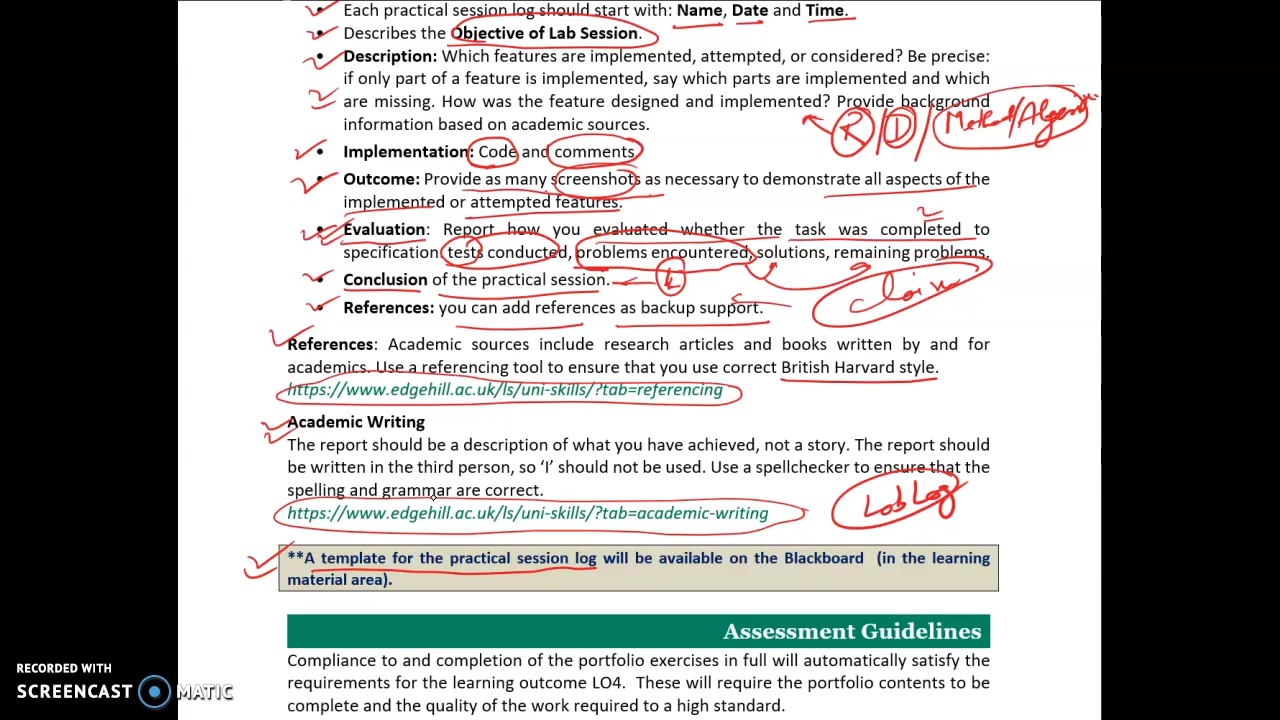 Each practical session log should start with: Name, Date and Time.
Describes the Objective of Lab Session.
Description: Which features are implemented, attempted, or considered? Be precise:
if only part of a feature is implemented, say which parts are implemented and which
are missing. How was the feature designed and implemented? Provide background
information based on academic sources.
R / D / Method/Algorithm
Implementation: Code and comments
Outcome: Provide as many screenshots as necessary to demonstrate all aspects of the
implemented or attempted features.
Evaluation: Report how you evaluated whether the task was completed to
specification tests conducted, problems encountered, solutions, remaining problems.
Conclusion of the practical session.
References: you can add references as backup support.
References: Academic sources include research articles and books written by and for
academics. Use a referencing tool to ensure that you use correct British Harvard style.
https://www.edgehill.ac.uk/ls/uni-skills/?tab=referencing
Academic Writing
The report should be a description of what you have achieved, not a story. The report should
be written in the third person, so ‘I’ should not be used. Use a spellchecker to ensure that the
spelling and grammar are correct.
Lab Log
https://www.edgehill.ac.uk/ls/uni-skills/?tab=academic-writing
**A template for the practical session log will be available on the Blackboard (in the learning
material area).
Assessment Guidelines
Compliance to and completion of the portfolio exercises in full will automatically satisfy the
requirements for the learning outcome LO4. These will require the portfolio contents to be
complete and the quality of the work required to a high standard.
RECORDED WITH
SCREENCAST MATIC